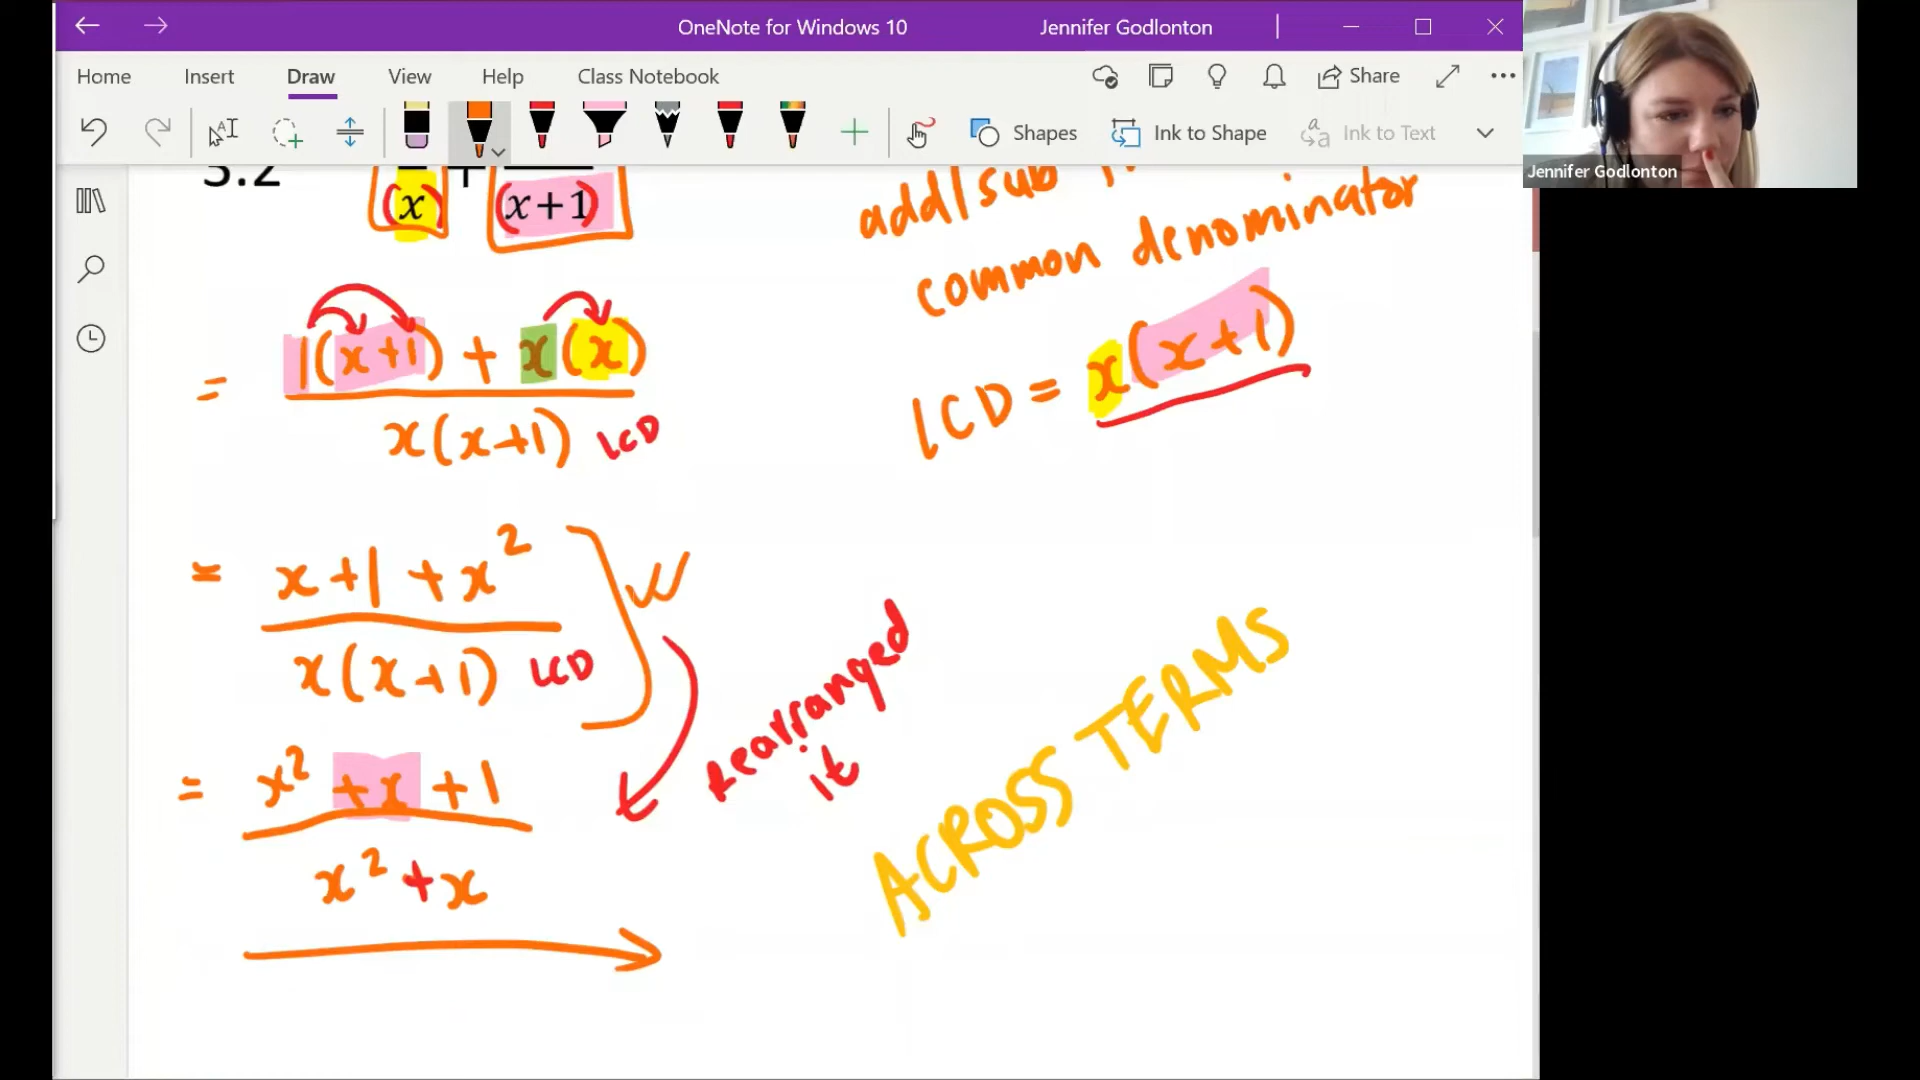 OneNote for Windows 10 Jennifer Godlonton
Home Insert Draw View Help Class Notebook Share
Shapes Ink to Shape Ink to Text
Jennifer Godlonton
3.2 +
(x) (x+1)
add/sub
common denominator
LCD = x(x+1)
= 1(x+1) + x(x)
x(x+1) LCD
= x+1+x²
x(x+1) LCD
rearranged
it
= x² +x +1
x² +x
ACROSS TERMS